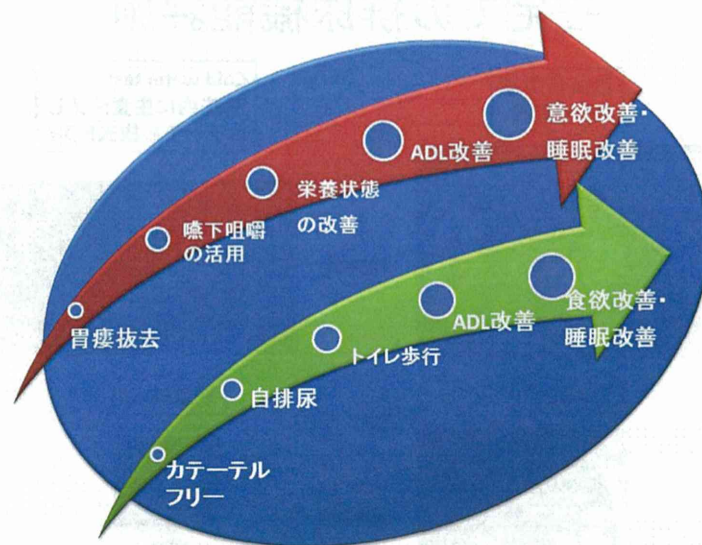 意欲改善・
睡眠改善
ADL改善
栄養状態
の改善
嚥下咀嚼
の活用
胃瘻抜去
食欲改善・
睡眠改善
ADL改善
トイレ歩行
自排尿
カテーテル
フリー